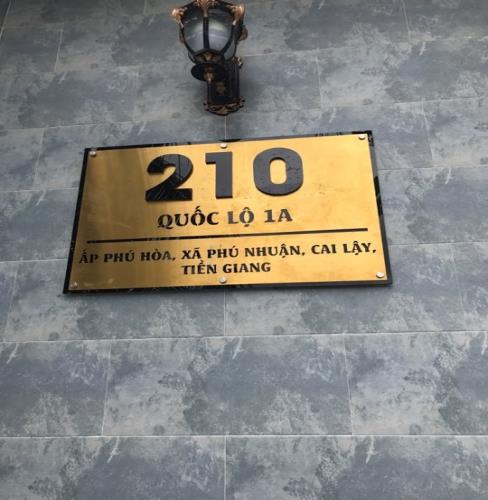 210
QUỐC LỘ 1A
ẤP PHÚ HÒA, XÃ PHÚ NHUẬN, CAI LẬY,
TIỀN GIANG